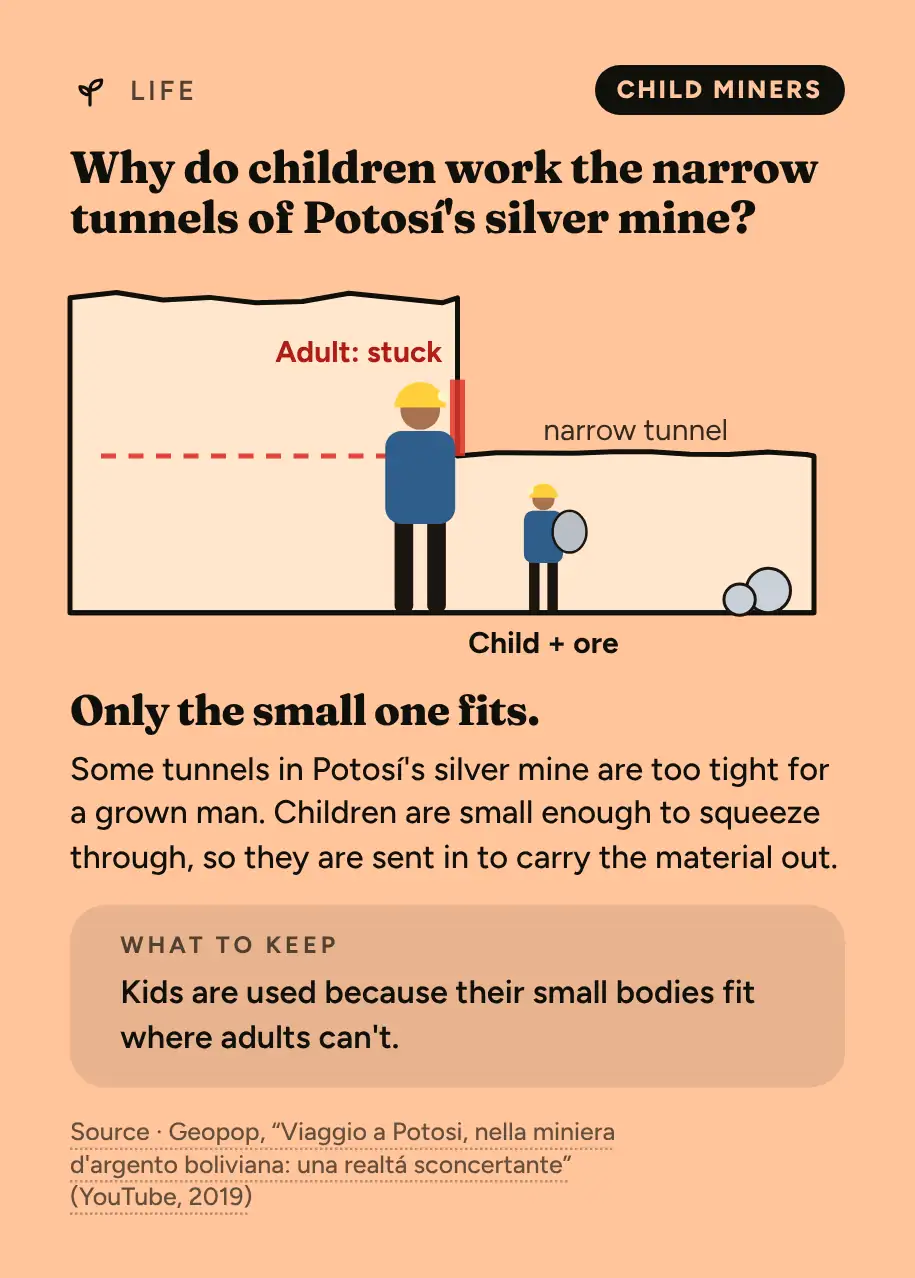 LIFE
CHILD MINERS
Why do children work the narrow
tunnels of Potosí's silver mine?
Adult: stuck
narrow tunnel
Child + ore
Only the small one fits.
Some tunnels in Potosí's silver mine are too tight for
a grown man. Children are small enough to squeeze
through, so they are sent in to carry the material out.
WHAT TO KEEP
Kids are used because their small bodies fit
where adults can't.
Source · Geopop, “Viaggio a Potosi, nella miniera
d'argento boliviana: una realtá sconcertante”
(YouTube, 2019)